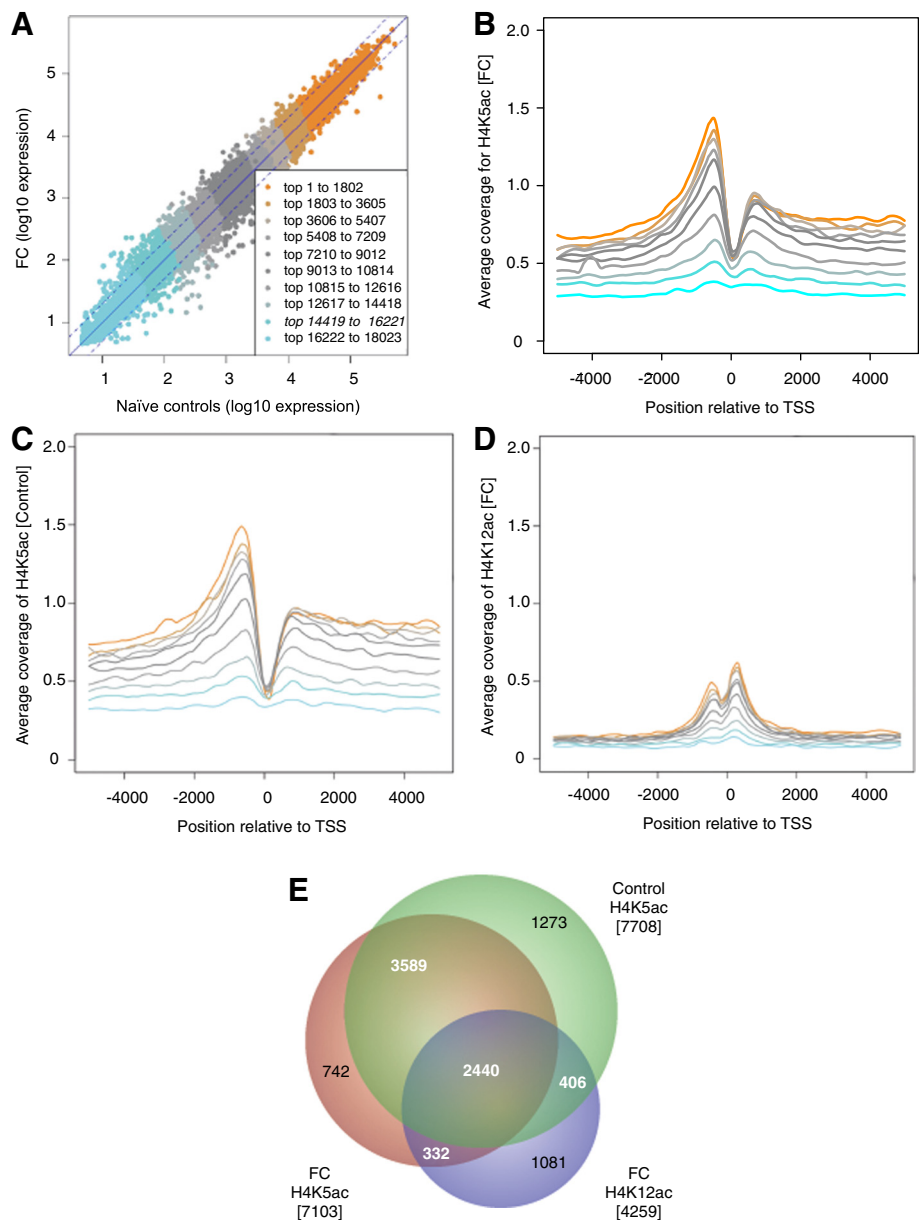 A
FC (log10 expression)
5
4
3
2
1
1 2 3 4 5
Naïve controls (log10 expression)
top 1 to 1802
top 1803 to 3605
top 3606 to 5407
top 5408 to 7209
top 7210 to 9012
top 9013 to 10814
top 10815 to 12616
top 12617 to 14418
top 14419 to 16221
top 16222 to 18023
B
Average coverage for H4K5ac [FC]
2.0
1.5
1.0
0.5
0
-4000 -2000 0 2000 4000
Position relative to TSS
C
Average coverage of H4K5ac [Control]
2.0
1.5
1.0
0.5
0
-4000 -2000 0 2000 4000
Position relative to TSS
D
Average coverage of H4K12ac [FC]
2.0
1.5
1.0
0.5
0
-4000 -2000 0 2000 4000
Position relative to TSS
E
Control
H4K5ac
[7708]
1273
3589
742
2440
406
332
1081
FC
H4K5ac
[7103]
FC
H4K12ac
[4259]